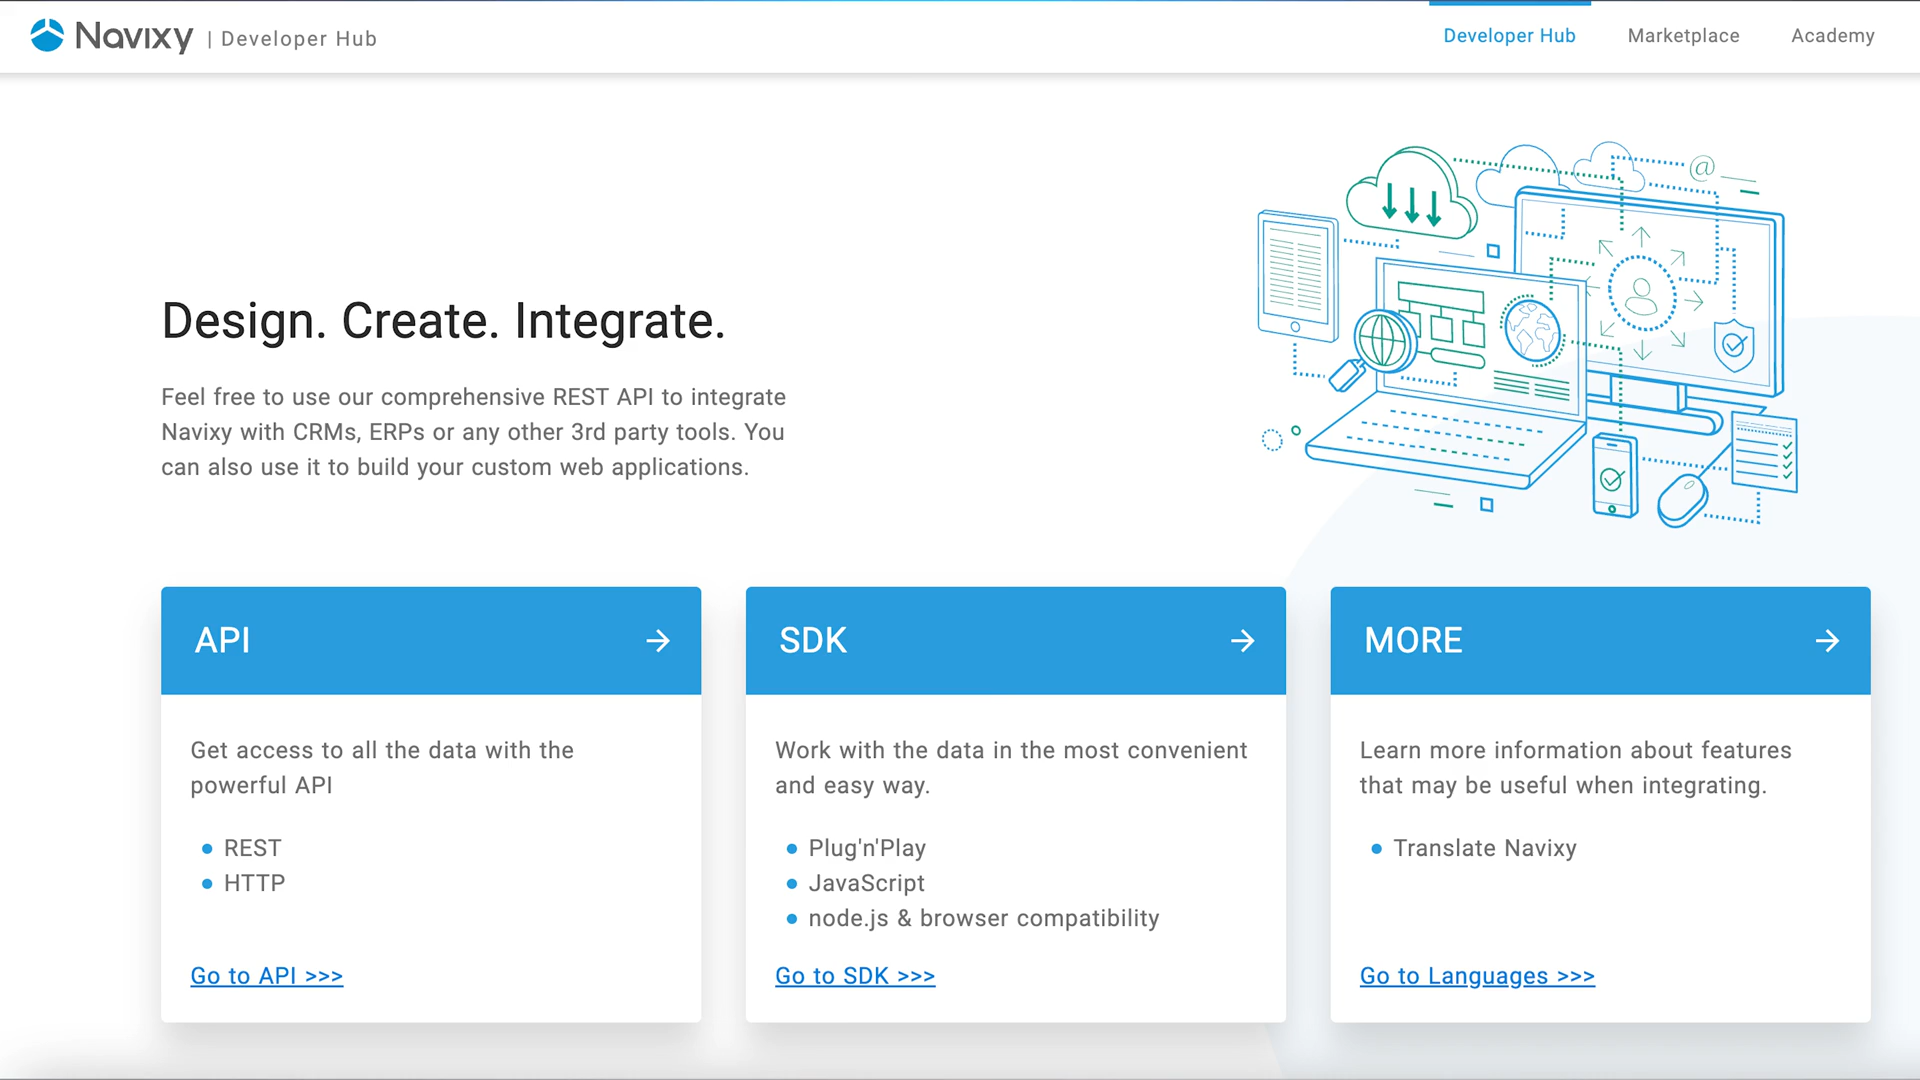 Navixy | Developer Hub
Developer Hub
Marketplace
Academy
@
Design. Create. Integrate.
Feel free to use our comprehensive REST API to integrate
Navixy with CRMs, ERPs or any other 3rd party tools. You
can also use it to build your custom web applications.
API
Get access to all the data with the
powerful API
REST
HTTP
Go to API >>>
SDK
Work with the data in the most convenient
and easy way.
Plug'n'Play
JavaScript
node.js & browser compatibility
Go to SDK >>>
MORE
Learn more information about features
that may be useful when integrating.
Translate Navixy
Go to Languages >>>